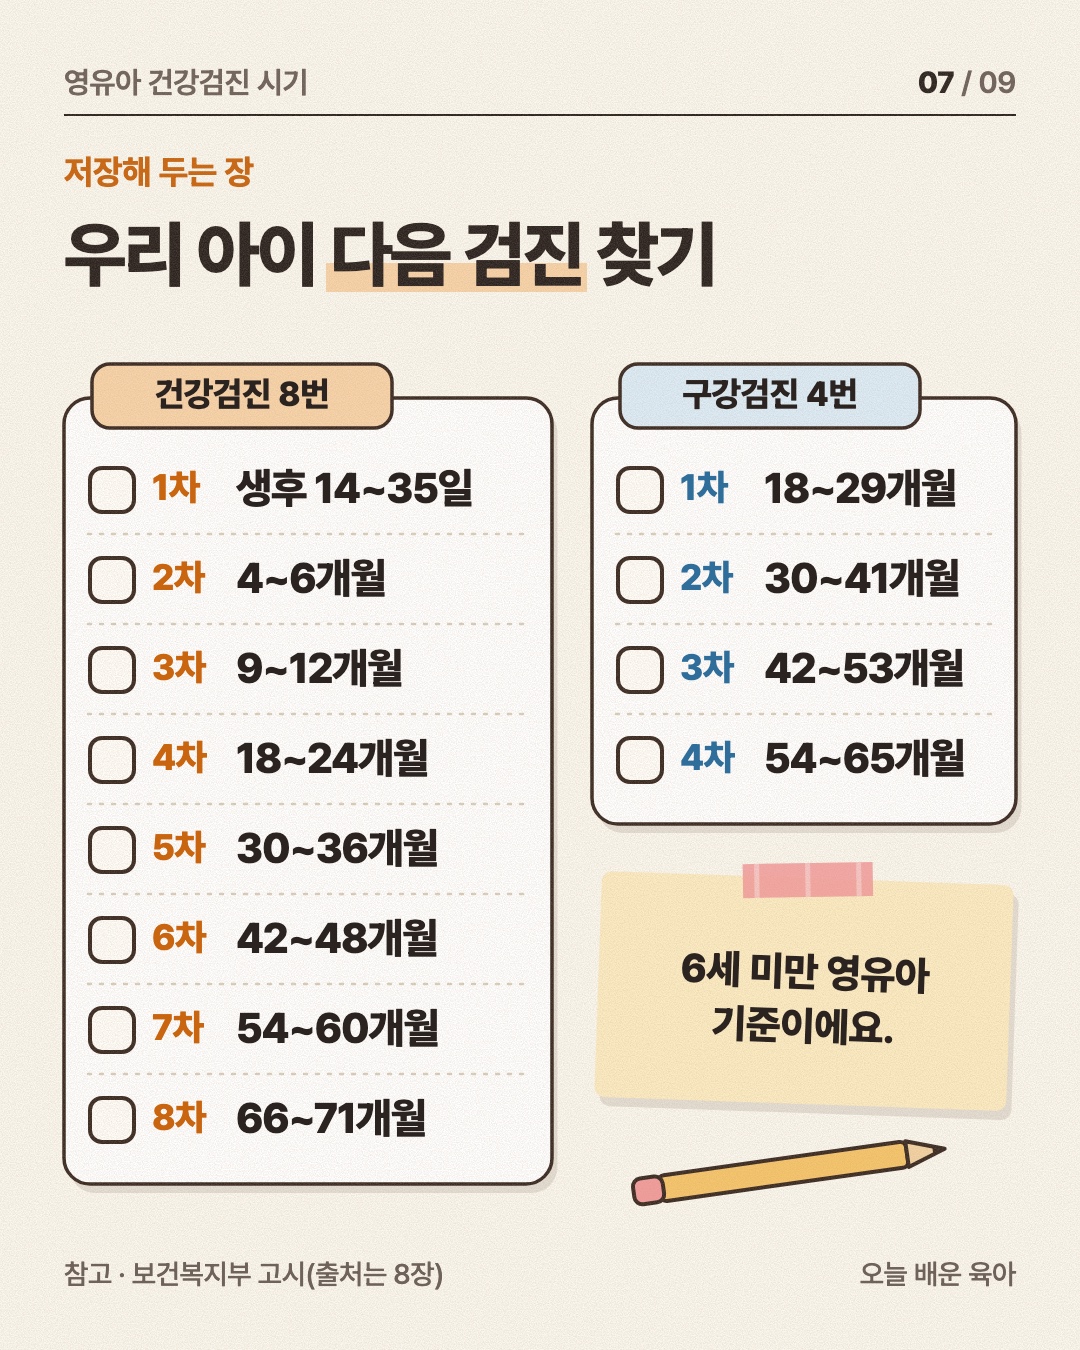 영유아 건강검진 시기
07 / 09
저장해 두는 장
우리 아이 다음 검진 찾기
건강검진 8번
1차 생후 14~35일
2차 4~6개월
3차 9~12개월
4차 18~24개월
5차 30~36개월
6차 42~48개월
7차 54~60개월
8차 66~71개월
구강검진 4번
1차 18~29개월
2차 30~41개월
3차 42~53개월
4차 54~65개월
6세 미만 영유아
기준이에요.
참고 · 보건복지부 고시(출처는 8장)
오늘 배운 육아